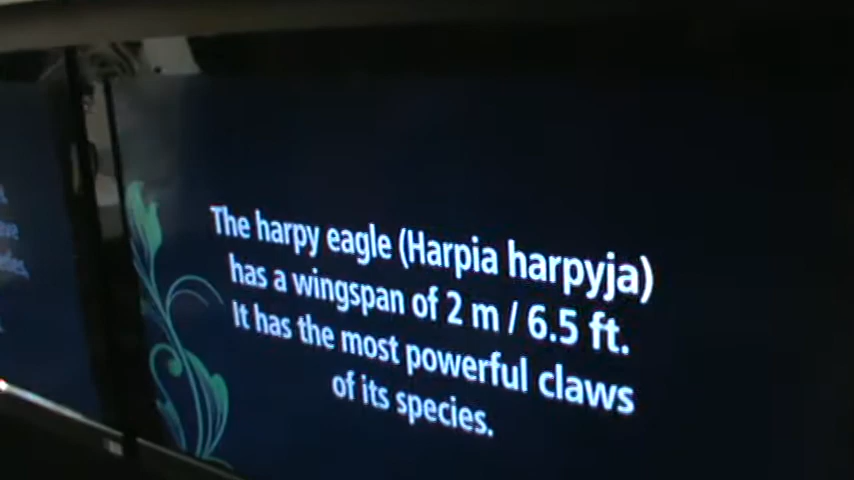 The harpy eagle (Harpia harpyja)
has a wingspan of 2 m / 6.5 ft.
It has the most powerful claws
of its species.